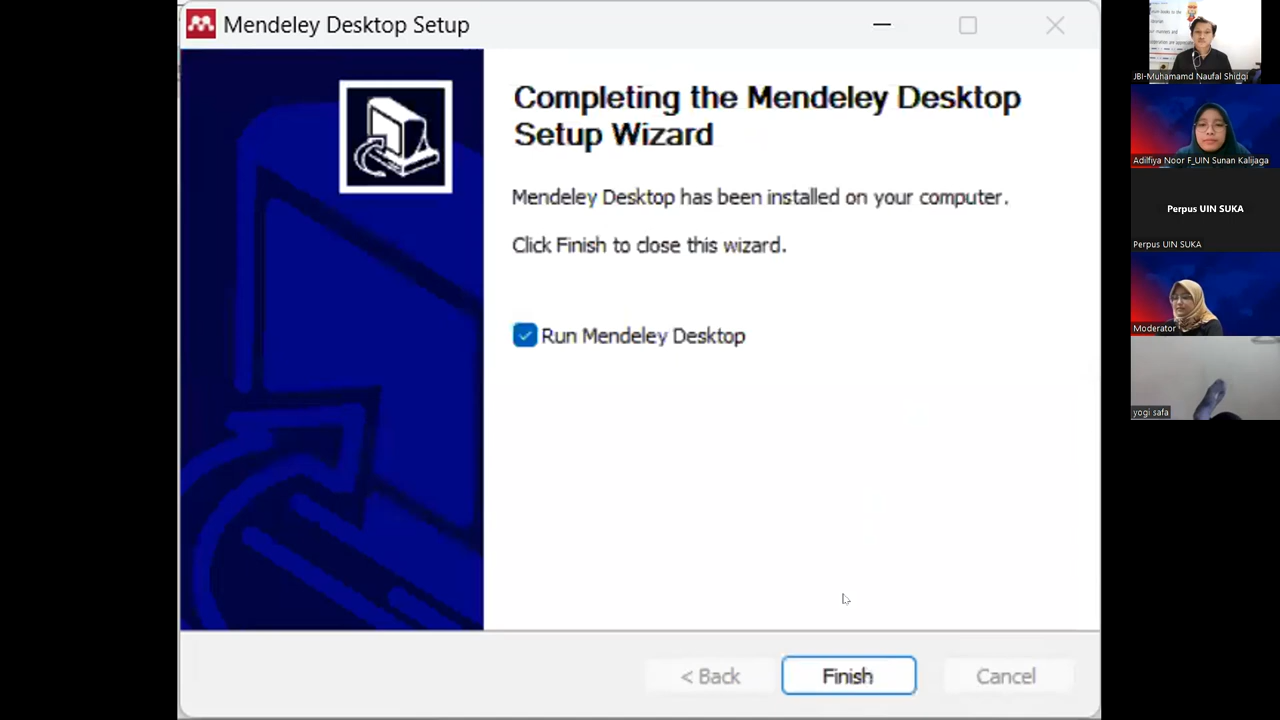 Mendeley Desktop Setup
Completing the Mendeley Desktop
Setup Wizard
Mendeley Desktop has been installed on your computer.
Click Finish to close this wizard.
Run Mendeley Desktop
< Back
Finish
Cancel
JBI-Muhamamd Naufal Shidqi
Adilfiya Noor F_UIN Sunan Kalijaga
Perpus UIN SUKA
Perpus UIN SUKA
Moderator
yogi safa